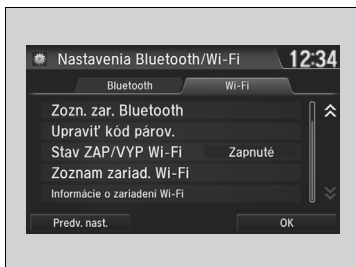 Nastavenia Bluetooth/Wi-Fi 12:34
Bluetooth Wi-Fi
Zozn. zar. Bluetooth
Upraviť kód párov.
Stav ZAP/VYP Wi-Fi Zapnuté
Zoznam zariad. Wi-Fi
Informácie o zariadení Wi-Fi
Predv. nast. OK